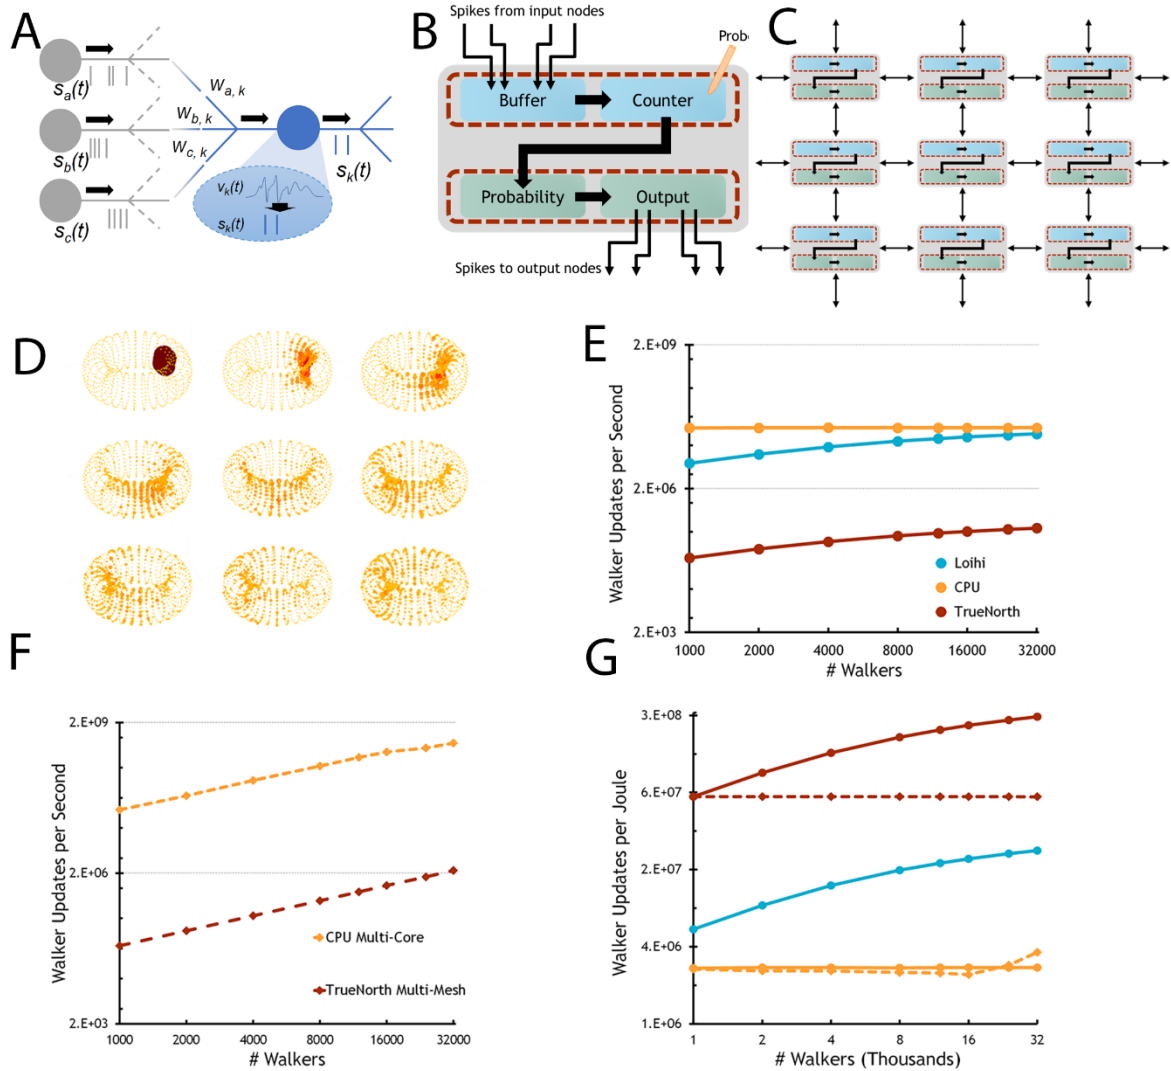 A
s_a(t)
W_a, k
s_b(t)
W_b, k
s_c(t)
W_c, k
v_k(t)
s_k(t)
s_k(t)
B
Spikes from input nodes
Probe
Buffer
Counter
Probability
Output
Spikes to output nodes
C
D
E
Walker Updates per Second
2.E+09
2.E+06
2.E+03
Loihi
CPU
TrueNorth
1000 2000 4000 8000 16000 32000
# Walkers
F
Walker Updates per Second
2.E+09
2.E+06
2.E+03
CPU Multi-Core
TrueNorth Multi-Mesh
1000 2000 4000 8000 16000 32000
# Walkers
G
Walker Updates per Joule
3.E+08
6.E+07
2.E+07
4.E+06
1.E+06
1 2 4 8 16 32
# Walkers (Thousands)